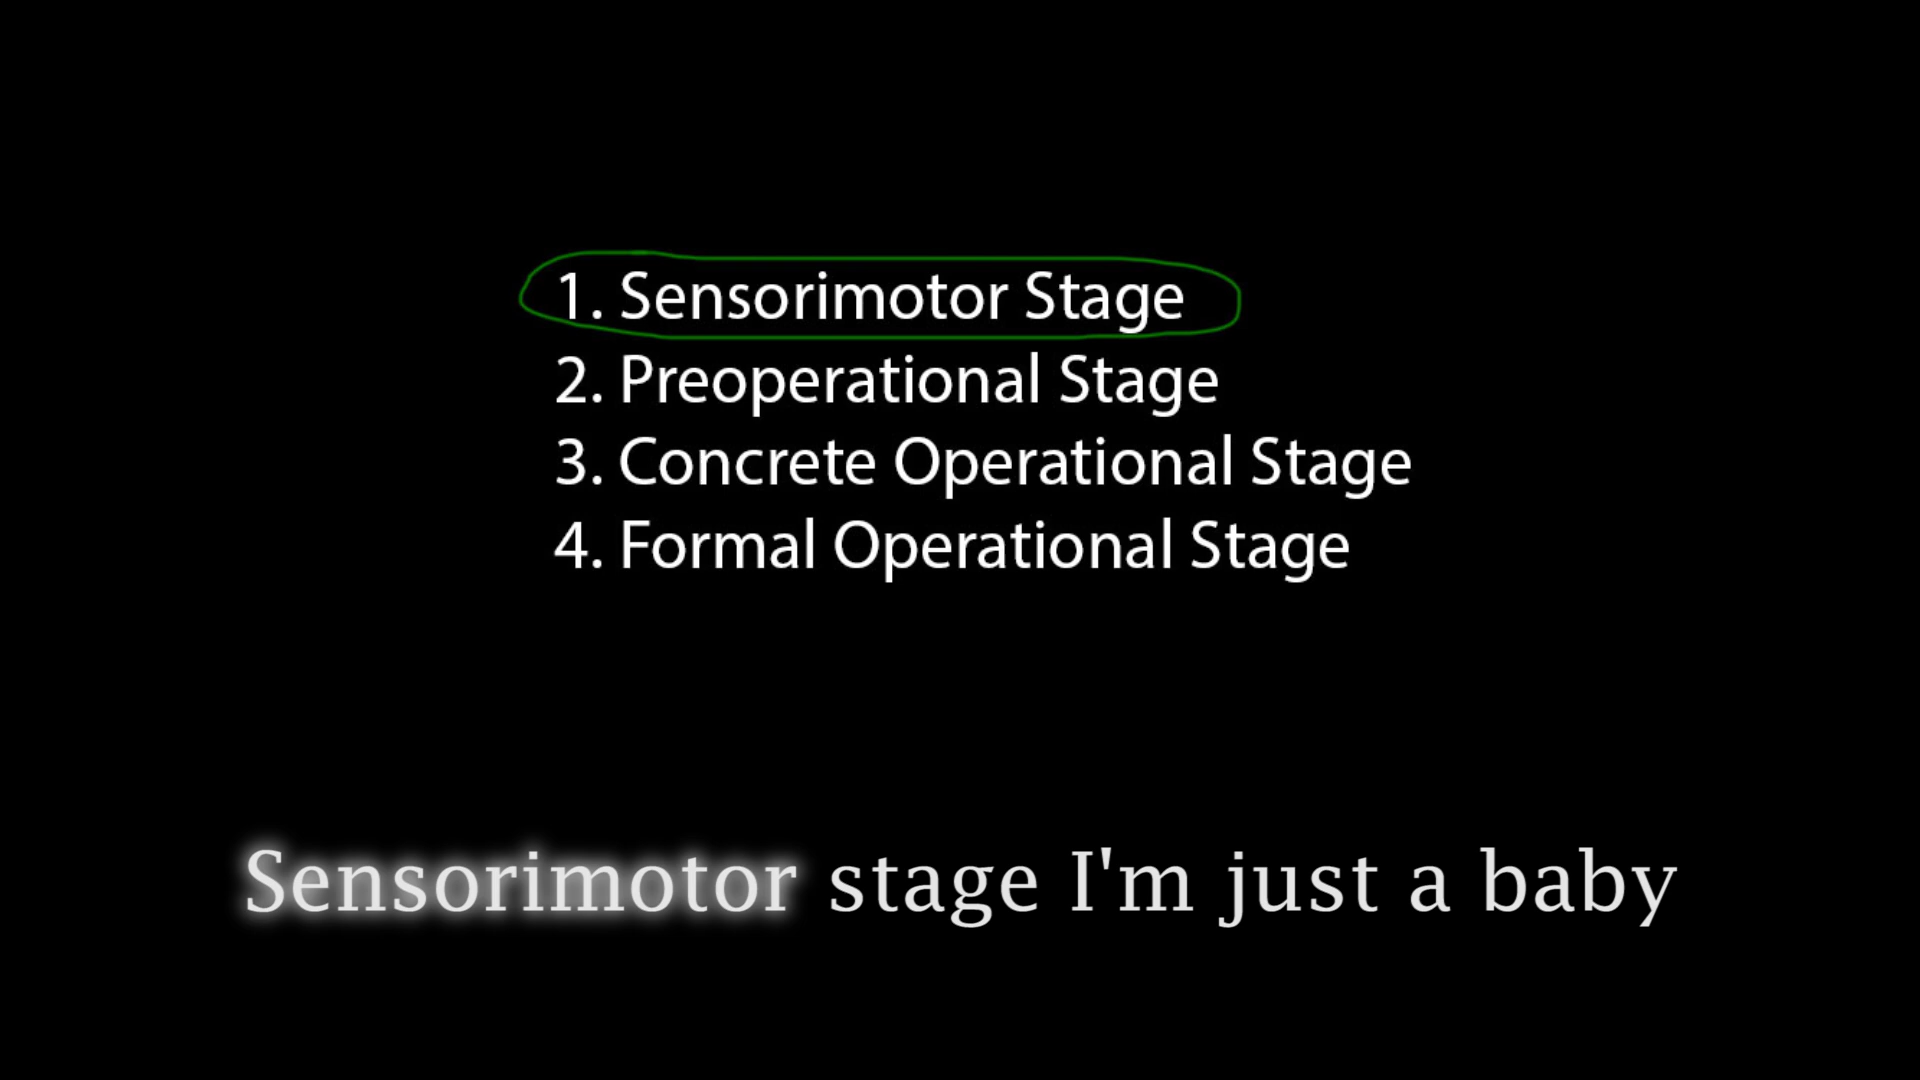 1. Sensorimotor Stage
2. Preoperational Stage
3. Concrete Operational Stage
4. Formal Operational Stage
Sensorimotor stage I'm just a baby